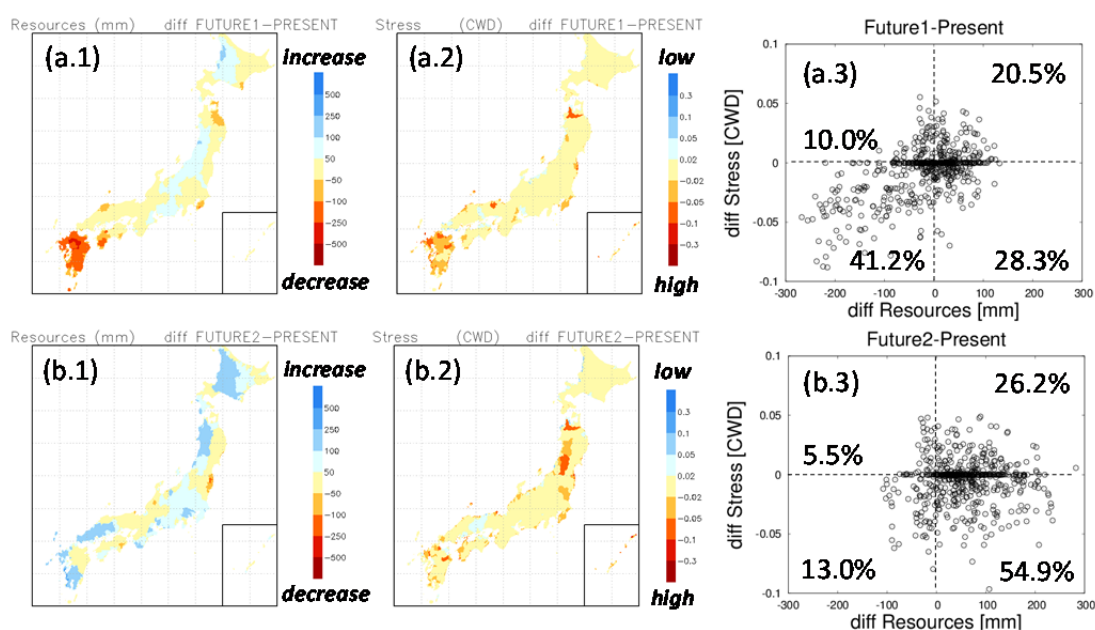 Resources (mm) diff FUTURE1-PRESENT
(a.1)
increase
500
250
100
50
-50
-100
-250
-500
decrease
Stress (CWD) diff FUTURE1-PRESENT
(a.2)
low
0.3
0.1
0.05
0.02
-0.02
-0.05
-0.1
-0.3
high
Future1-Present
(a.3)
20.5%
10.0%
41.2%
28.3%
diff Stress [CWD]
0.1
0.05
0
-0.05
-0.1
-300 -200 -100 0 100 200 300
diff Resources [mm]
Resources (mm) diff FUTURE2-PRESENT
(b.1)
increase
500
250
100
50
-50
-100
-250
-500
decrease
Stress (CWD) diff FUTURE2-PRESENT
(b.2)
low
0.3
0.1
0.05
0.02
-0.02
-0.05
-0.1
-0.3
high
Future2-Present
(b.3)
26.2%
5.5%
13.0%
54.9%
diff Stress [CWD]
0.1
0.05
0
-0.05
-0.1
-300 -200 -100 0 100 200 300
diff Resources [mm]